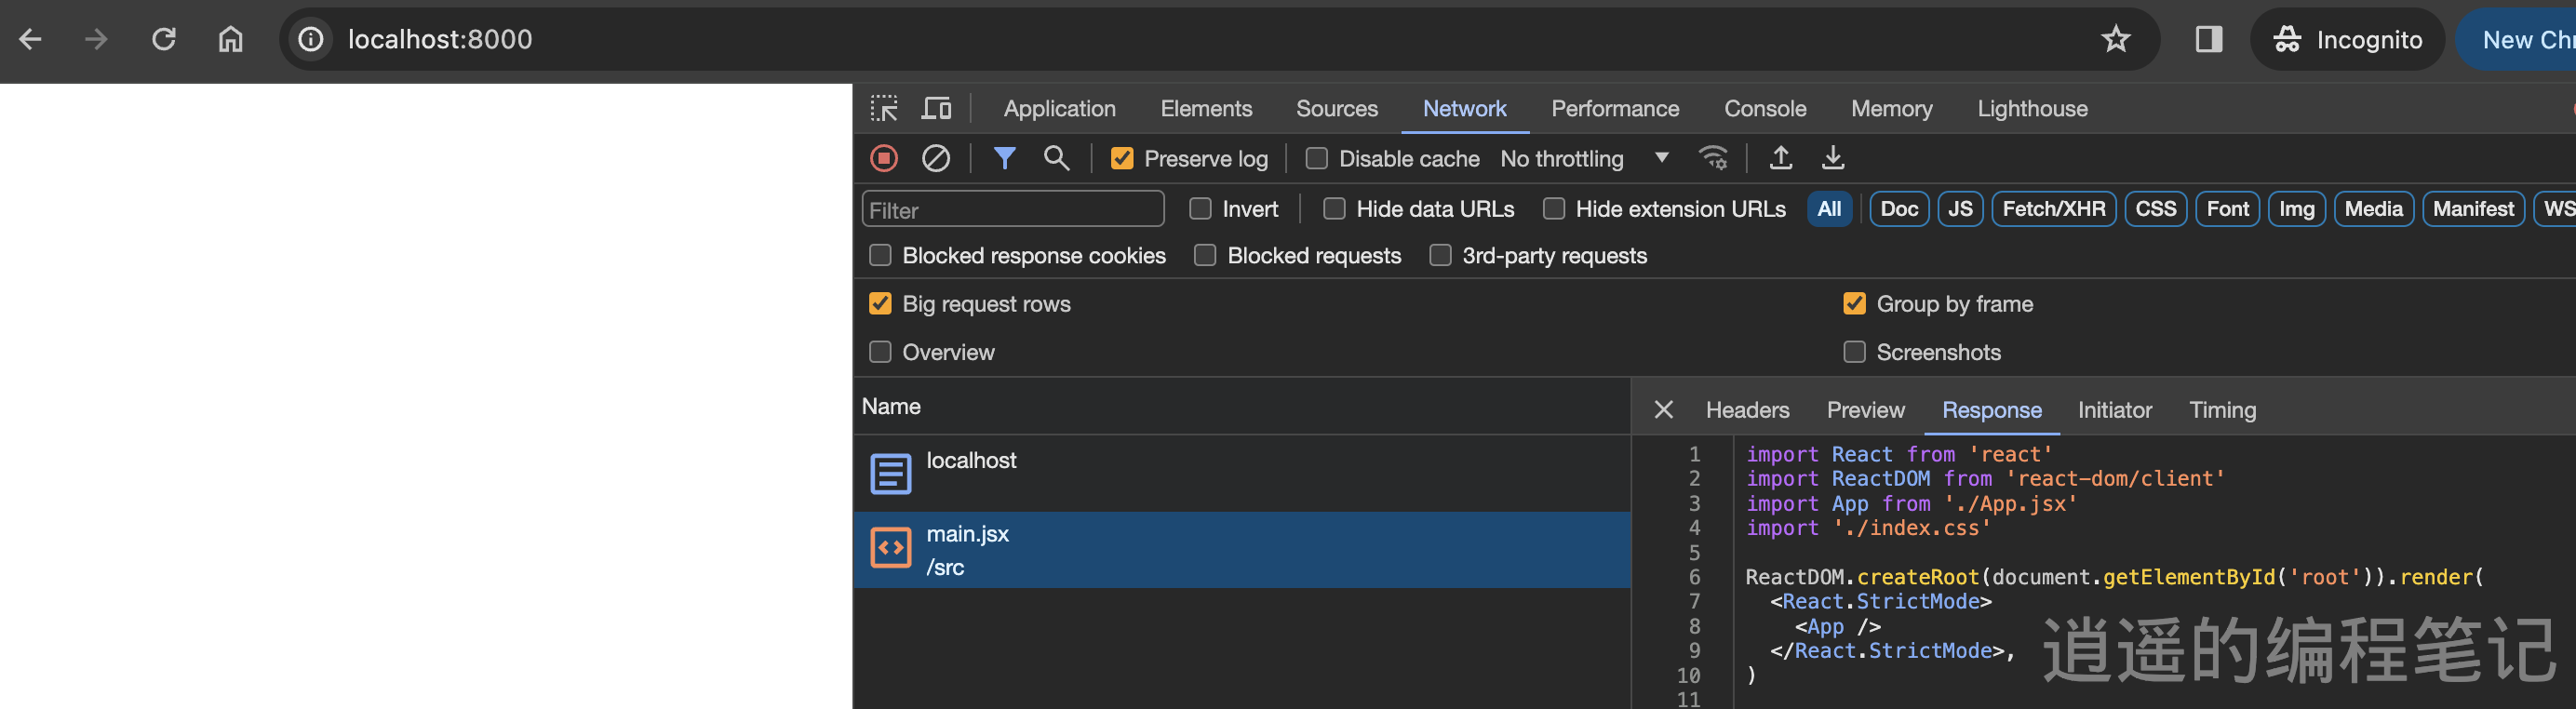 localhost:8000
Incognito
New Chr
Application Elements Sources Network Performance Console Memory Lighthouse
Preserve log Disable cache No throttling
Filter Invert Hide data URLs Hide extension URLs All Doc JS Fetch/XHR CSS Font Img Media Manifest WS
Blocked response cookies Blocked requests 3rd-party requests
Big request rows Group by frame
Overview Screenshots
Name
Headers Preview Response Initiator Timing
localhost
main.jsx
/src
1 import React from 'react'
2 import ReactDOM from 'react-dom/client'
3 import App from './App.jsx'
4 import './index.css'
5
6 ReactDOM.createRoot(document.getElementById('root')).render(
7 <React.StrictMode>
8 <App />
9 </React.StrictMode>,
10 )
11
逍遥的编程笔记